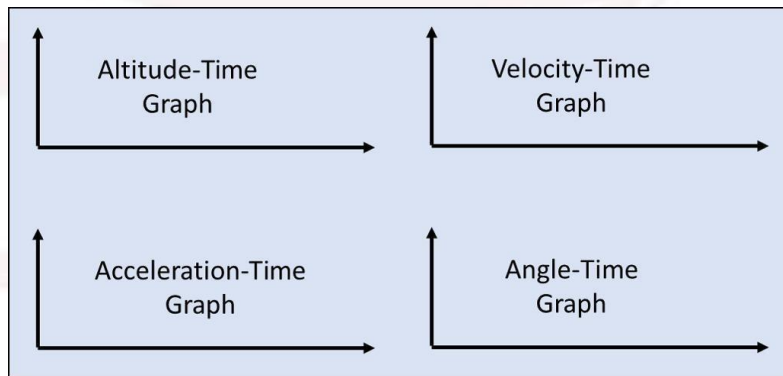 Altitude-Time
Graph
Velocity-Time
Graph
Acceleration-Time
Graph
Angle-Time
Graph